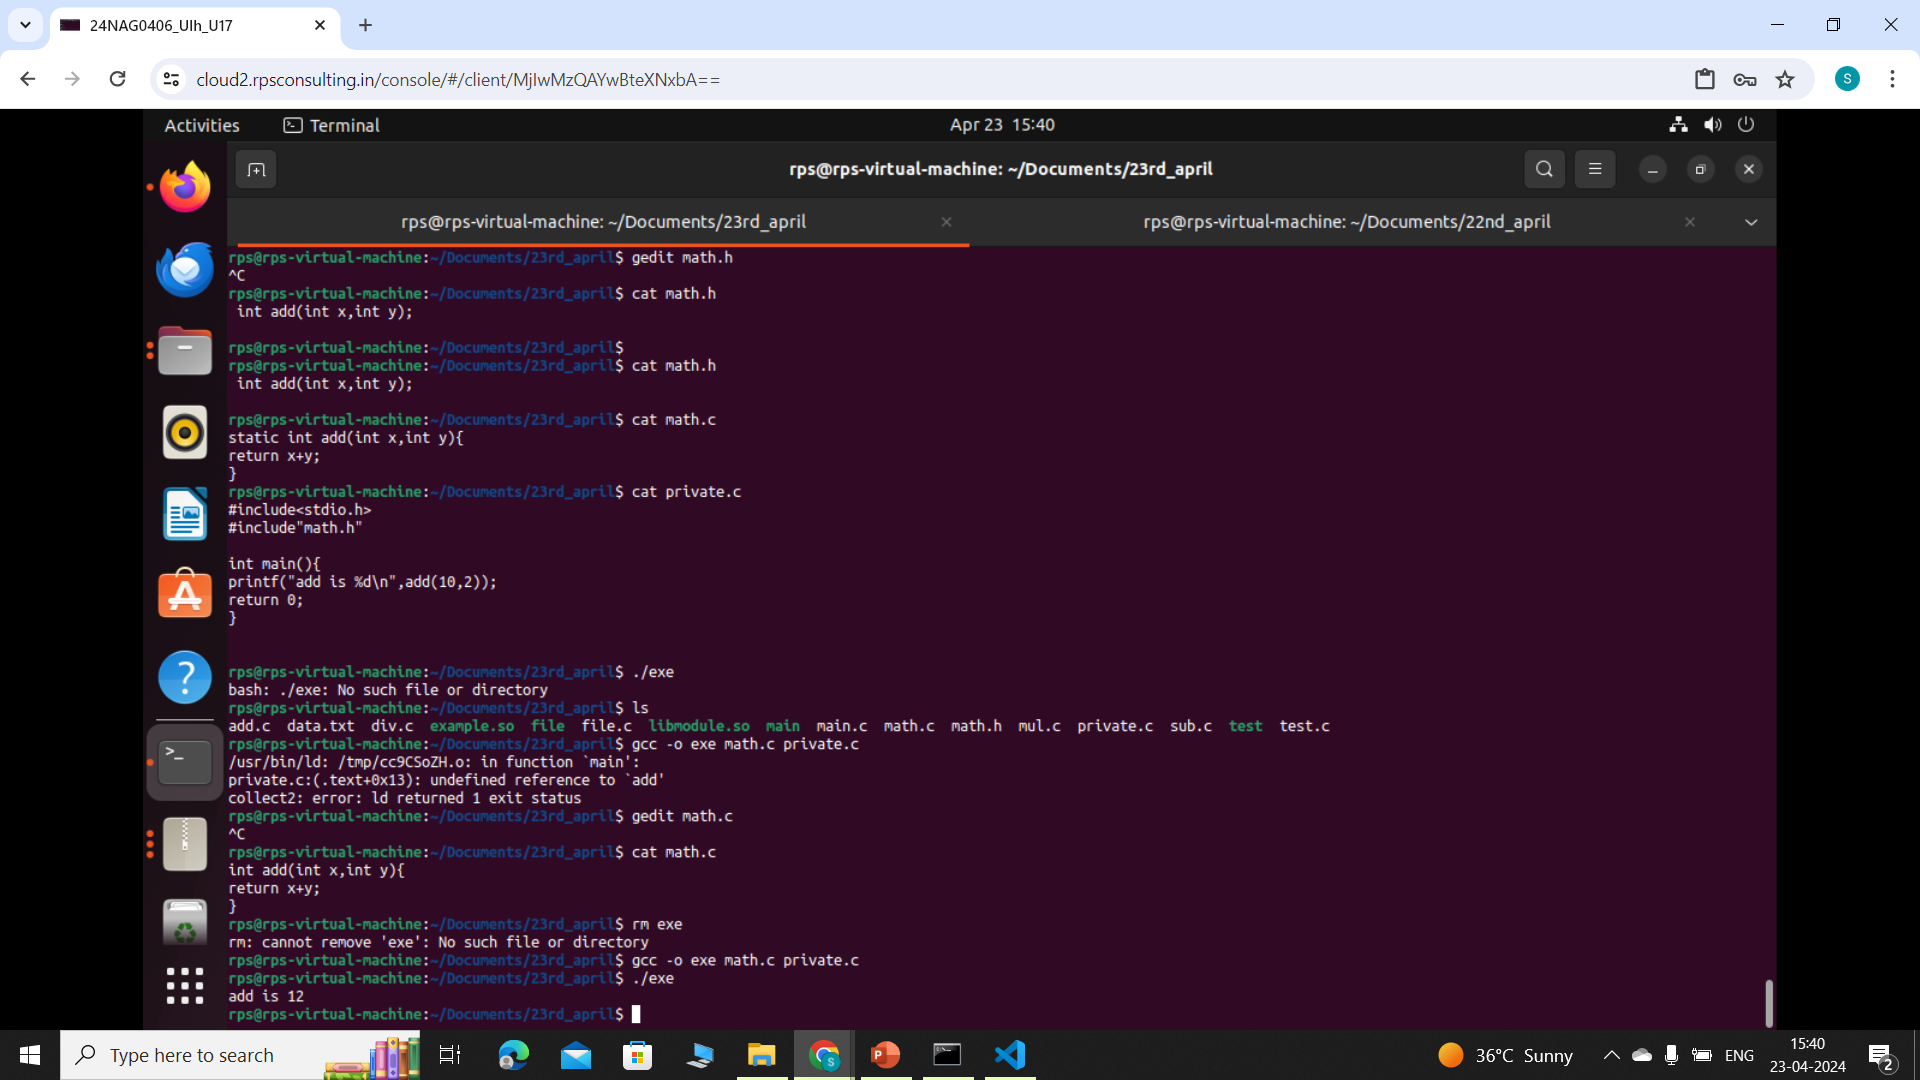 24NAG0406_Ulh_U17
cloud2.rpsconsulting.in/console/#/client/MjIwMzQAYwBteXNxbA==
S
Activities
Terminal
Apr 23 15:40
rps@rps-virtual-machine: ~/Documents/23rd_april
rps@rps-virtual-machine: ~/Documents/23rd_april
rps@rps-virtual-machine: ~/Documents/22nd_april
rps@rps-virtual-machine:~/Documents/23rd_april$ gedit math.h
^C
rps@rps-virtual-machine:~/Documents/23rd_april$ cat math.h
 int add(int x,int y);
rps@rps-virtual-machine:~/Documents/23rd_april$
rps@rps-virtual-machine:~/Documents/23rd_april$ cat math.h
 int add(int x,int y);
rps@rps-virtual-machine:~/Documents/23rd_april$ cat math.c
static int add(int x,int y){
return x+y;
}
rps@rps-virtual-machine:~/Documents/23rd_april$ cat private.c
#include<stdio.h>
#include"math.h"
int main(){
printf("add is %d\n",add(10,2));
return 0;
}
rps@rps-virtual-machine:~/Documents/23rd_april$ ./exe
bash: ./exe: No such file or directory
rps@rps-virtual-machine:~/Documents/23rd_april$ ls
add.c  data.txt  div.c  example.so  file  file.c  libmodule.so  main  main.c  math.c  math.h  mul.c  private.c  sub.c  test  test.c
rps@rps-virtual-machine:~/Documents/23rd_april$ gcc -o exe math.c private.c
/usr/bin/ld: /tmp/cc9CSoZH.o: in function `main':
private.c:(.text+0x13): undefined reference to `add'
collect2: error: ld returned 1 exit status
rps@rps-virtual-machine:~/Documents/23rd_april$ gedit math.c
^C
rps@rps-virtual-machine:~/Documents/23rd_april$ cat math.c
int add(int x,int y){
return x+y;
}
rps@rps-virtual-machine:~/Documents/23rd_april$ rm exe
rm: cannot remove 'exe': No such file or directory
rps@rps-virtual-machine:~/Documents/23rd_april$ gcc -o exe math.c private.c
rps@rps-virtual-machine:~/Documents/23rd_april$ ./exe
add is 12
rps@rps-virtual-machine:~/Documents/23rd_april$
Type here to search
36°C Sunny
ENG
15:40
23-04-2024
2